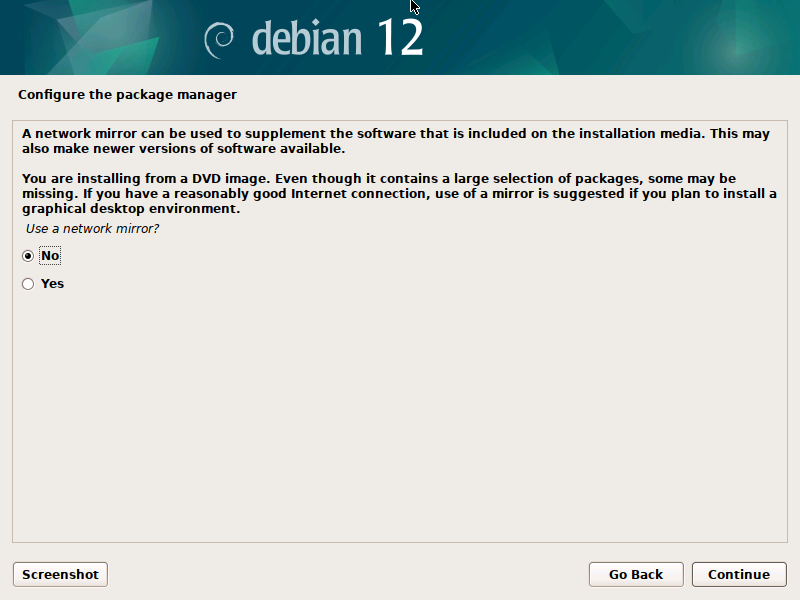 debian 12
Configure the package manager
A network mirror can be used to supplement the software that is included on the installation media. This may
also make newer versions of software available.
You are installing from a DVD image. Even though it contains a large selection of packages, some may be
missing. If you have a reasonably good Internet connection, use of a mirror is suggested if you plan to install a
graphical desktop environment.
Use a network mirror?
No
Yes
Screenshot
Go Back
Continue